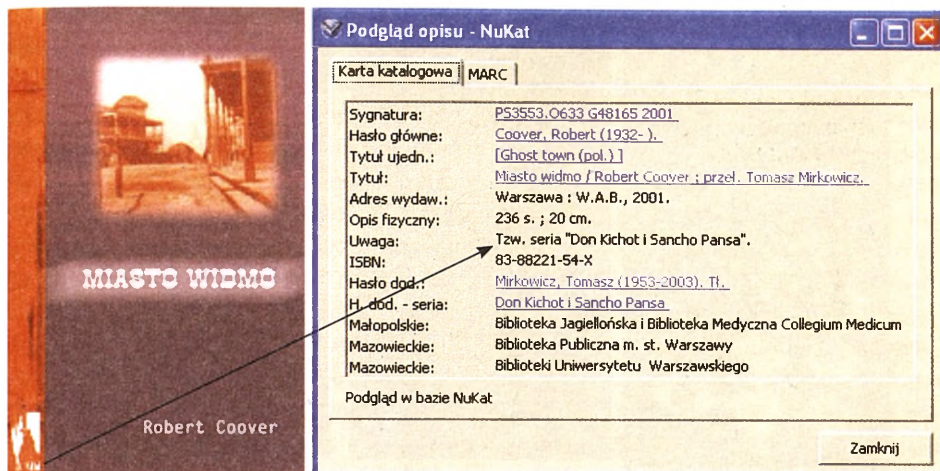 MIASTO WIDMO
Robert Coover
Podgląd opisu - NuKat
Karta katalogowa MARC
Sygnatura: PS3553.O633 G48165 2001
Hasło główne: Coover, Robert (1932- ).
Tytuł ujedn.: [Ghost town (pol.) ]
Tytuł: Miasto widmo / Robert Coover ; przeł. Tomasz Mirkowicz.
Adres wydaw.: Warszawa : W.A.B., 2001.
Opis fizyczny: 236 s. ; 20 cm.
Uwaga: Tzw. seria "Don Kichot i Sancho Pansa".
ISBN: 83-88221-54-X
Hasło dod.: Mirkowicz, Tomasz (1953-2003). Tł.
H. dod. - seria: Don Kichot i Sancho Pansa
Małopolskie: Biblioteka Jagiellońska i Biblioteka Medyczna Collegium Medicum
Mazowieckie: Biblioteka Publiczna m. st. Warszawy
Mazowieckie: Biblioteki Uniwersytetu Warszawskiego
Podgląd w bazie NuKat
Zamknij